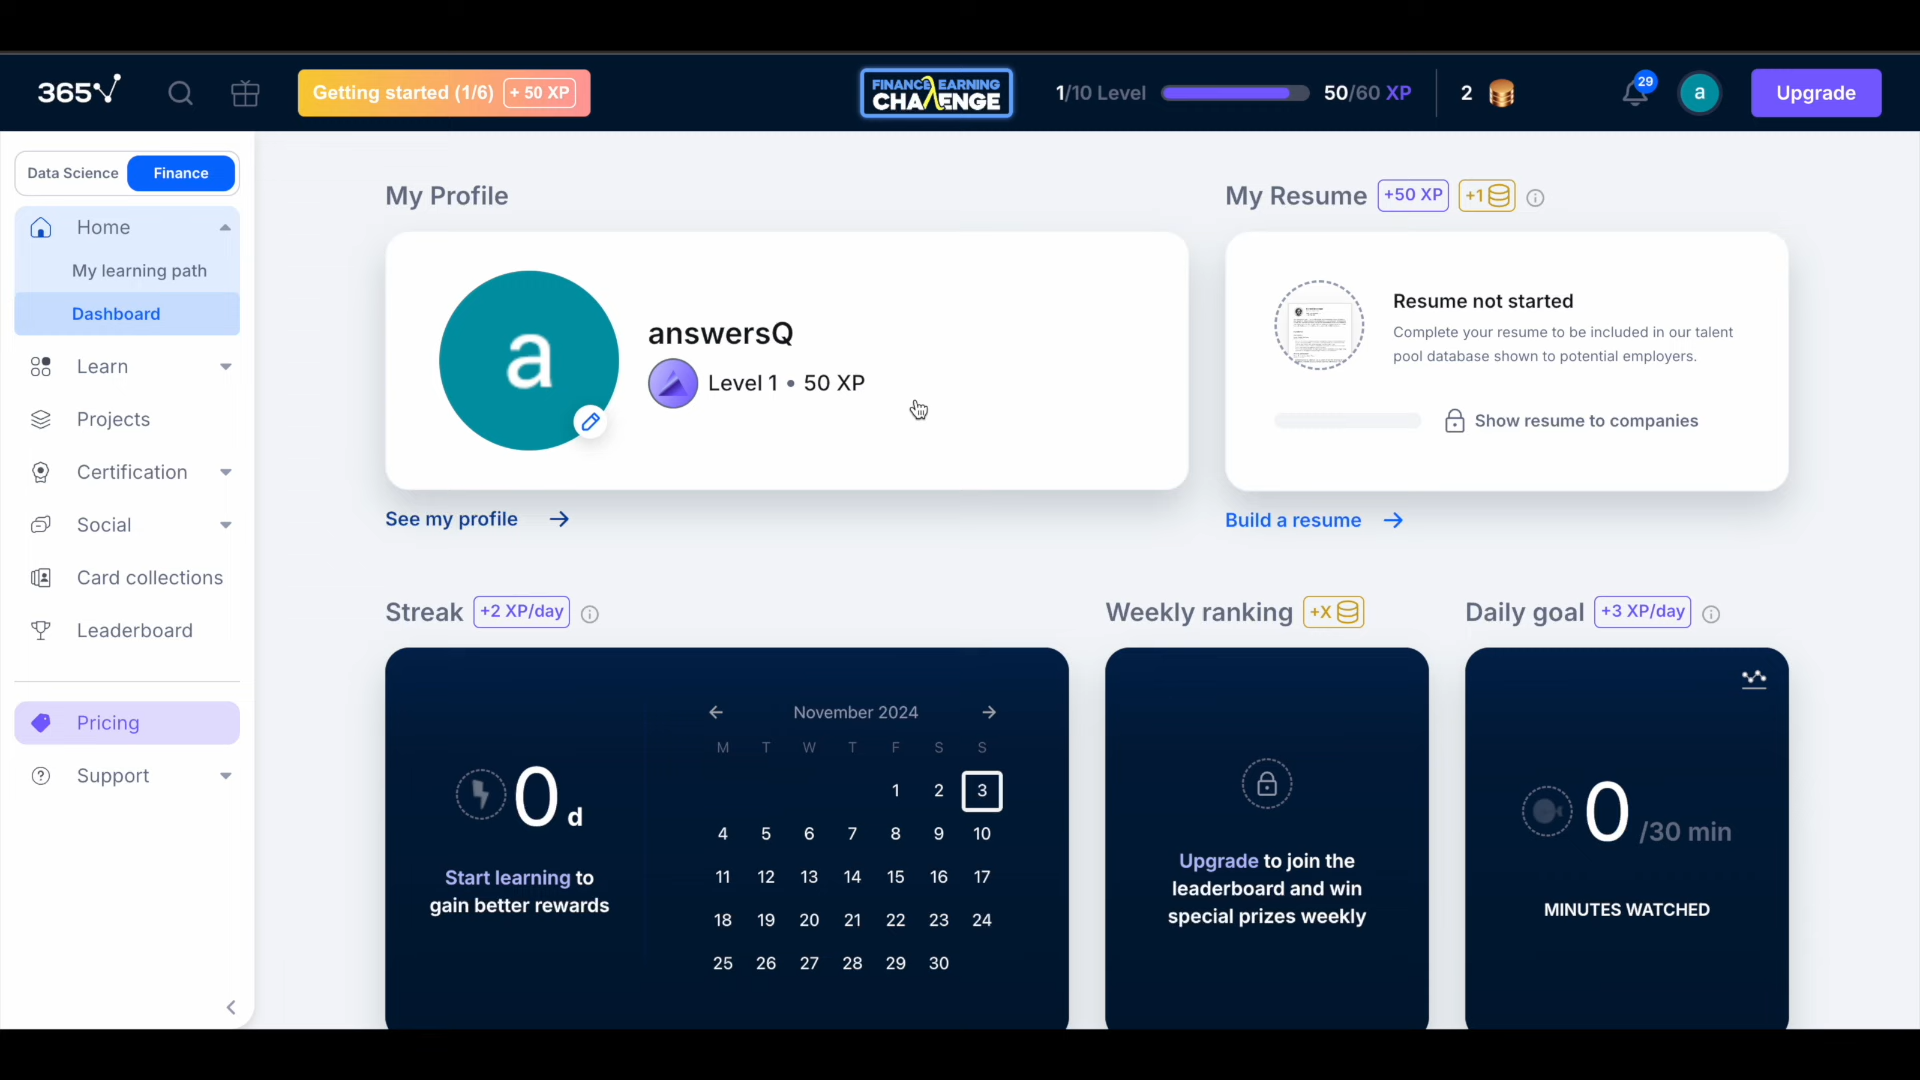 365
Getting started (1/6) + 50 XP
FINANCE LEARNING
CHALLENGE
1/10 Level
50/60 XP
2
29
a
Upgrade
Data Science
Finance
Home
My learning path
Dashboard
Learn
Projects
Certification
Social
Card collections
Leaderboard
Pricing
Support
My Profile
a
answersQ
Level 1 • 50 XP
See my profile
My Resume +50 XP +1
Resume not started
Complete your resume to be included in our talent
pool database shown to potential employers.
Show resume to companies
Build a resume
Streak +2 XP/day
0 d
Start learning to
gain better rewards
November 2024
M T W T F S S
1 2 3
4 5 6 7 8 9 10
11 12 13 14 15 16 17
18 19 20 21 22 23 24
25 26 27 28 29 30
Weekly ranking +X
Upgrade to join the
leaderboard and win
special prizes weekly
Daily goal +3 XP/day
0 /30 min
MINUTES WATCHED